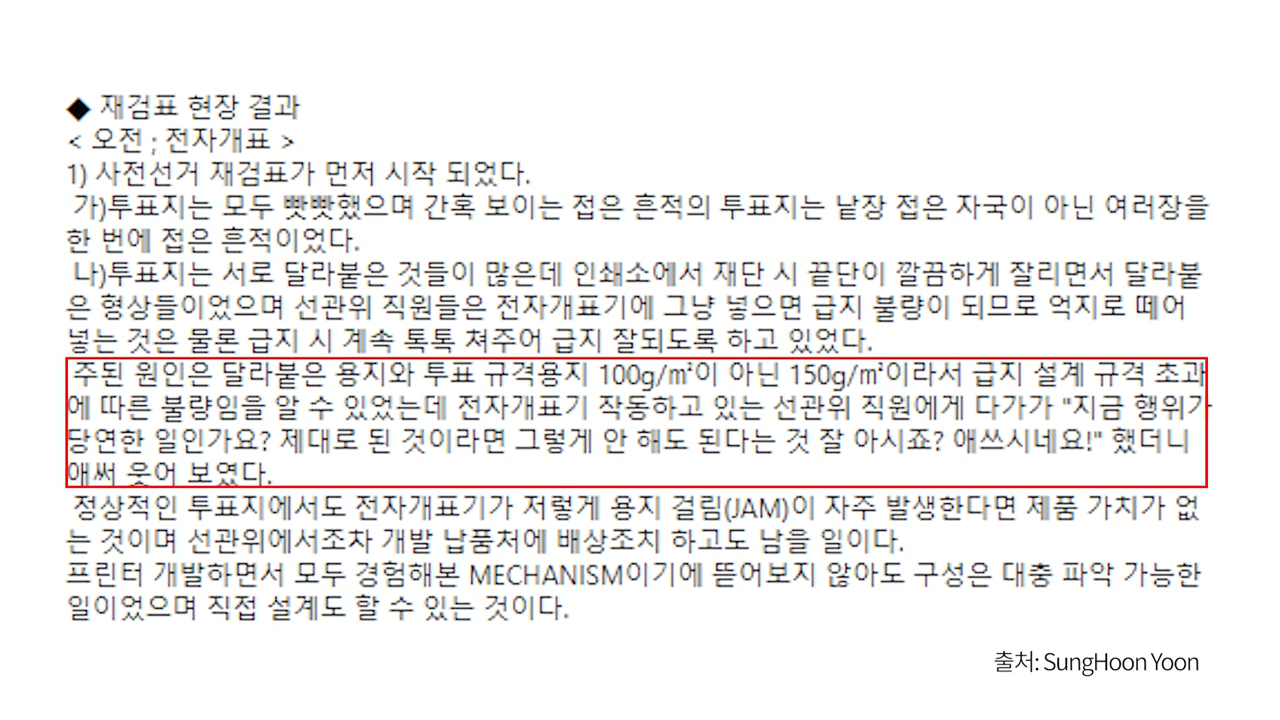 ◆ 재검표 현장 결과
< 오전 ; 전자개표 >
1) 사전선거 재검표가 먼저 시작 되었다.
가)투표지는 모두 빳빳했으며 간혹 보이는 접은 흔적의 투표지는 낱장 접은 자국이 아닌 여러장을
한 번에 접은 흔적이었다.
나)투표지는 서로 달라붙은 것들이 많은데 인쇄소에서 재단 시 끝단이 깔끔하게 잘리면서 달라붙
은 형상들이었으며 선관위 직원들은 전자개표기에 그냥 넣으면 급지 불량이 되므로 억지로 떼어
넣는 것은 물론 급지 시 계속 톡톡 쳐주어 급지 잘되도록 하고 있었다.
주된 원인은 달라붙은 용지와 투표 규격용지 100g/㎡이 아닌 150g/㎡이라서 급지 설계 규격 초과
에 따른 불량임을 알 수 있었는데 전자개표기 작동하고 있는 선관위 직원에게 다가가 "지금 행위가
당연한 일인가요? 제대로 된 것이라면 그렇게 안 해도 된다는 것 잘 아시죠? 애쓰시네요!" 했더니
애써 웃어 보였다.
정상적인 투표지에서도 전자개표기가 저렇게 용지 걸림(JAM)이 자주 발생한다면 제품 가치가 없
는 것이며 선관위에서조차 개발 납품처에 배상조치 하고도 남을 일이다.
프린터 개발하면서 모두 경험해본 MECHANISM이기에 뜯어보지 않아도 구성은 대충 파악 가능한
일이었으며 직접 설계도 할 수 있는 것이다.
출처: SungHoon Yoon